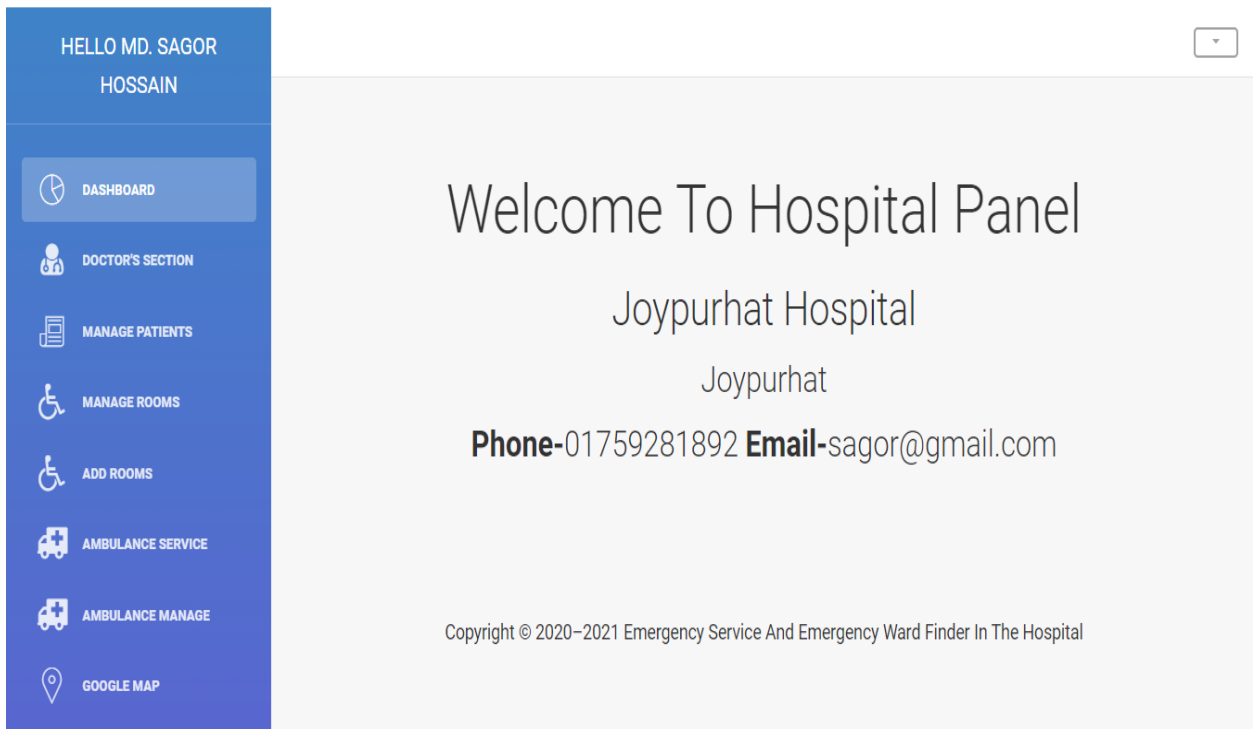 HELLO MD. SAGOR
HOSSAIN
DASHBOARD
DOCTOR'S SECTION
MANAGE PATIENTS
MANAGE ROOMS
ADD ROOMS
AMBULANCE SERVICE
AMBULANCE MANAGE
GOOGLE MAP
Welcome To Hospital Panel
Joypurhat Hospital
Joypurhat
Phone-01759281892 Email-sagor@gmail.com
Copyright © 2020–2021 Emergency Service And Emergency Ward Finder In The Hospital